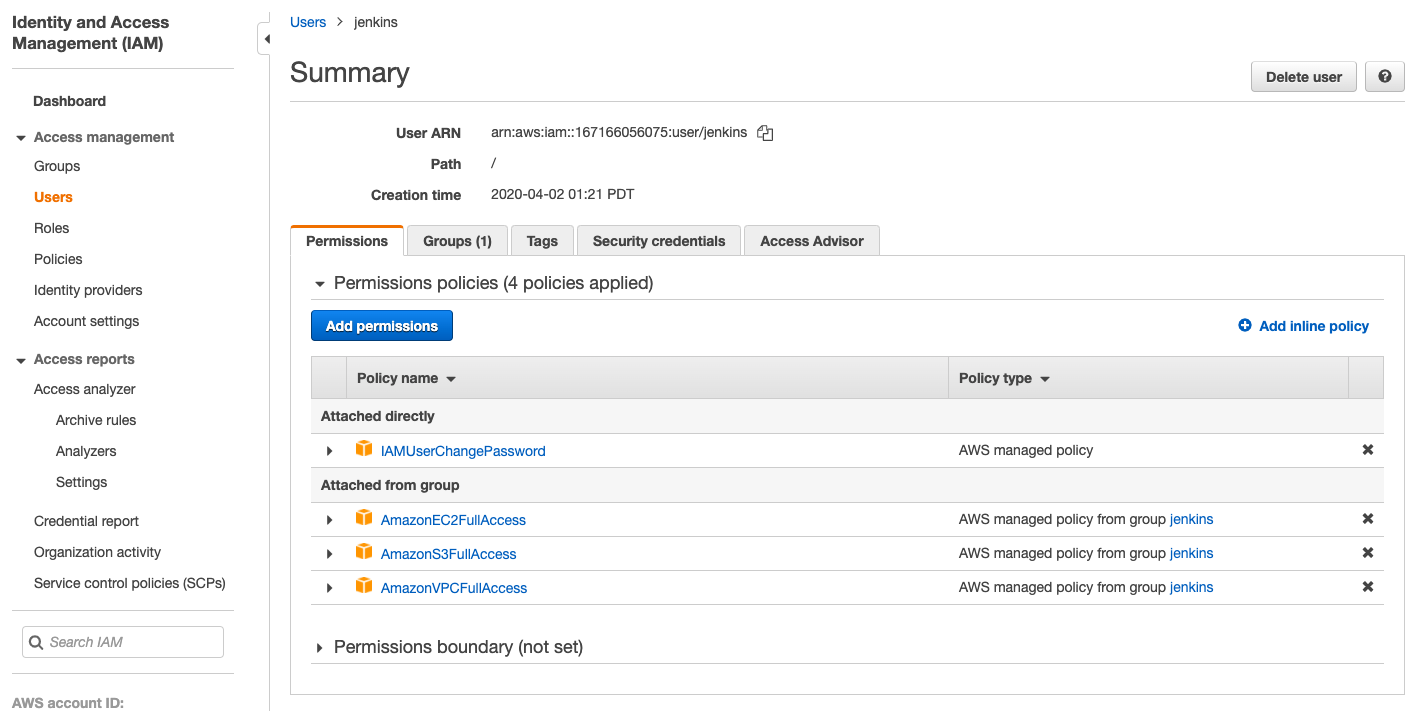 Identity and Access
Management (IAM)
Dashboard
Access management
Groups
Users
Roles
Policies
Identity providers
Account settings
Access reports
Access analyzer
Archive rules
Analyzers
Settings
Credential report
Organization activity
Service control policies (SCPs)
Search IAM
AWS account ID:
Users > jenkins
Summary
Delete user
User ARN arn:aws:iam::167166056075:user/jenkins
Path /
Creation time 2020-04-02 01:21 PDT
Permissions Groups (1) Tags Security credentials Access Advisor
Permissions policies (4 policies applied)
Add permissions Add inline policy
Policy name Policy type
Attached directly
IAMUserChangePassword AWS managed policy
Attached from group
AmazonEC2FullAccess AWS managed policy from group jenkins
AmazonS3FullAccess AWS managed policy from group jenkins
AmazonVPCFullAccess AWS managed policy from group jenkins
Permissions boundary (not set)